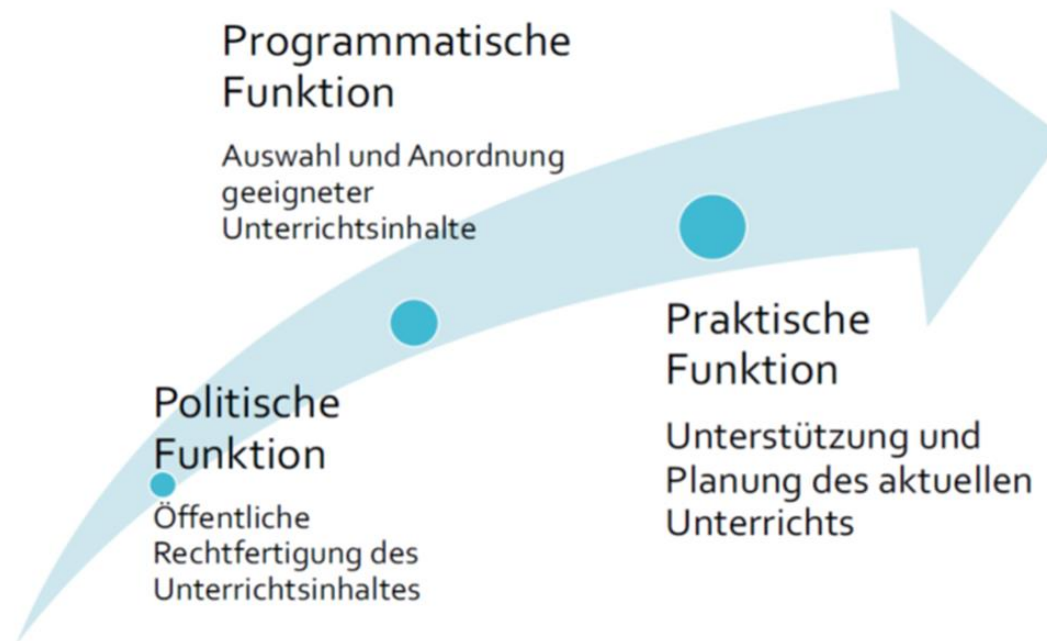 Programmatische
Funktion
Auswahl und Anordnung
geeigneter
Unterrichtsinhalte
Politische
Funktion
Öffentliche
Rechtfertigung des
Unterrichtsinhaltes
Praktische
Funktion
Unterstützung und
Planung des aktuellen
Unterrichts